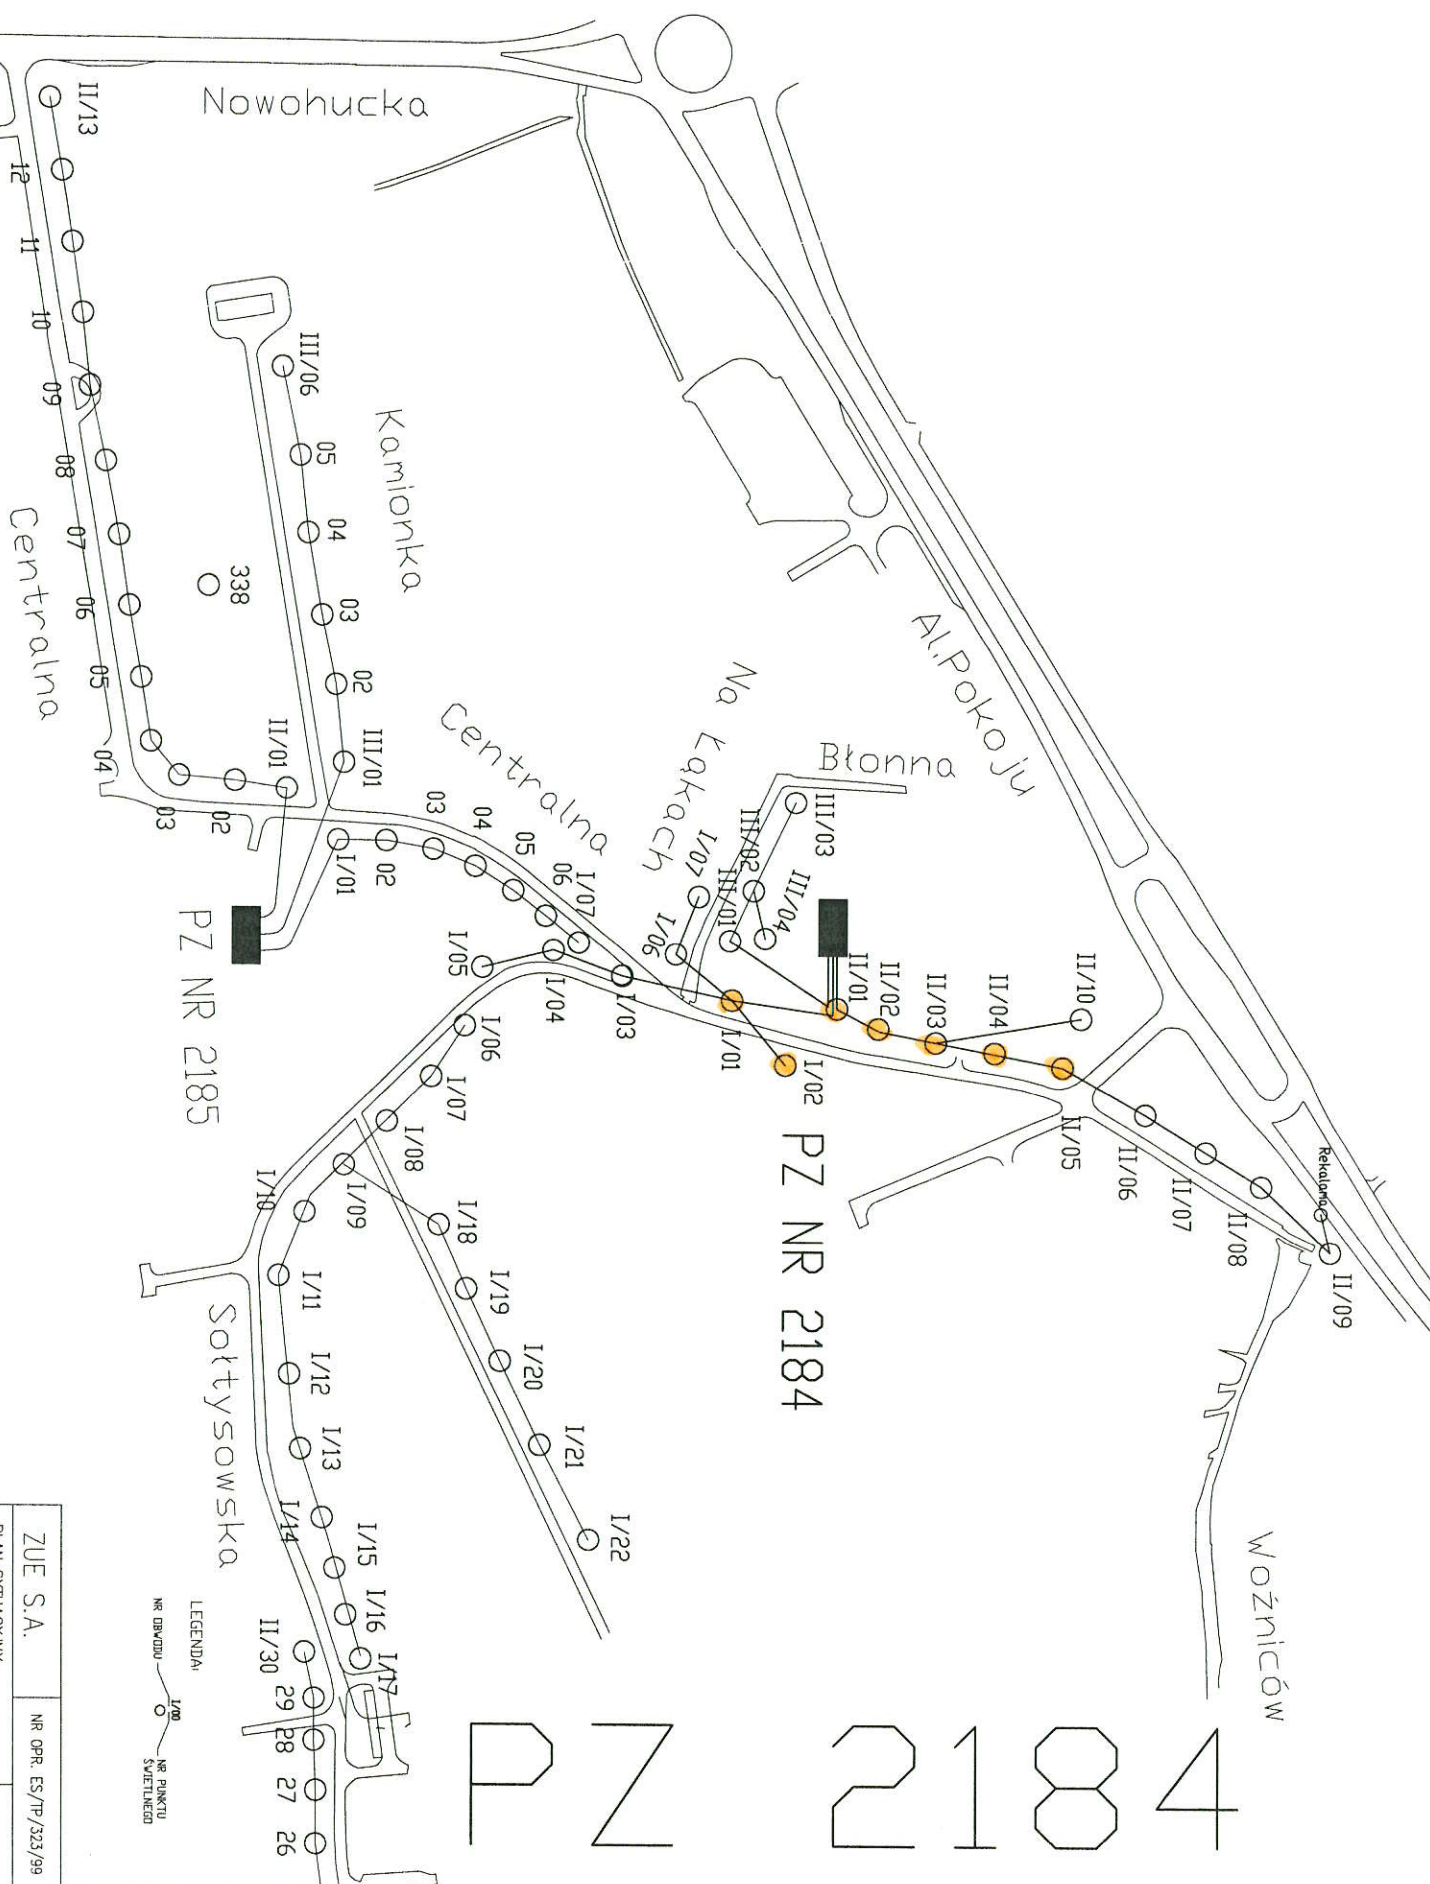 Nowohucka
II/13
12
11
10
09
08
07
06
05
04
03
02
II/01
Centralna
338
Kamionka
III/06
05
04
03
02
III/01
Centralna
I/01
02
03
04
05
06
I/07
PZ NR 2185
Na Łąkach
Błonna
Al.Pokoju
I/07
I/06
III/01
III/02
III/03
III/04
I/05
I/04
I/03
I/01
I/02
II/01
II/02
II/03
II/04
II/10
II/05
II/06
II/07
II/08
II/09
Rekalama
PZ NR 2184
I/06
I/07
I/08
I/09
I/10
I/11
I/12
I/13
I/14
I/15
I/16
I/17
I/18
I/19
I/20
I/21
I/22
Sołtysowska
Woźniców
II/30
29
28
27
26
LEGENDA:
NR OBWODU
I/00
NR PUNKTU
ŚWIETLNEGO
ZUE S.A.
NR OPR. ES/TP/323/99
PZ 2184